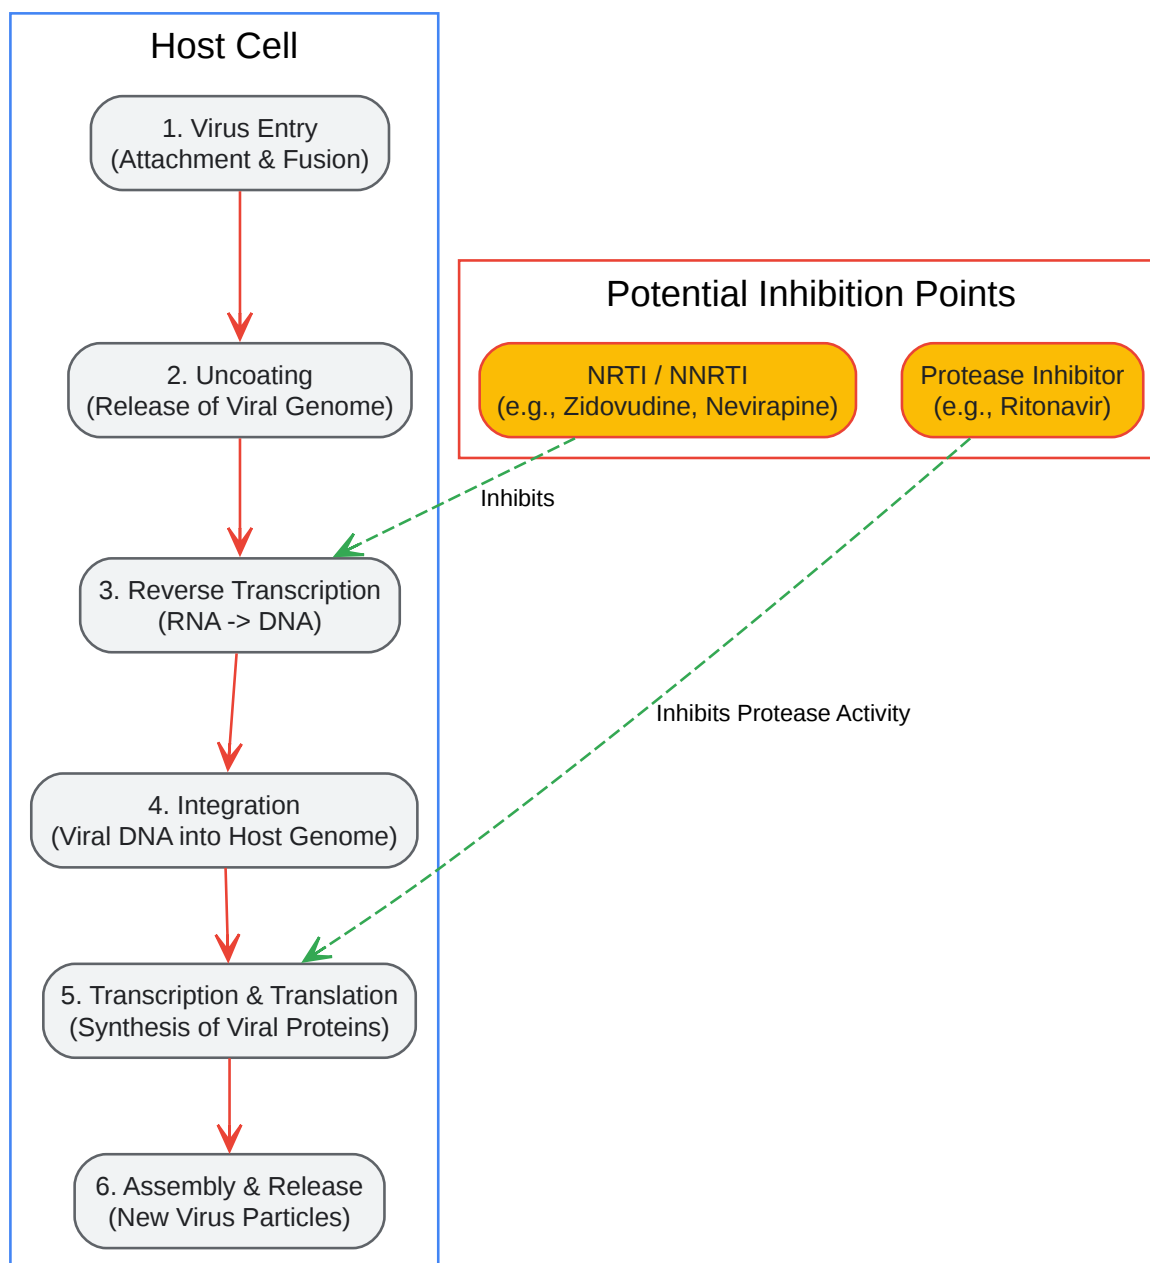 Host Cell
1. Virus Entry
(Attachment & Fusion)
Potential Inhibition Points
2. Uncoating
(Release of Viral Genome)
NRTI / NNRTI
(e.g., Zidovudine, Nevirapine)
Protease Inhibitor
(e.g., Ritonavir)
Inhibits
3. Reverse Transcription
(RNA -> DNA)
Inhibits Protease Activity
4. Integration
(Viral DNA into Host Genome)
5. Transcription & Translation
(Synthesis of Viral Proteins)
6. Assembly & Release
(New Virus Particles)